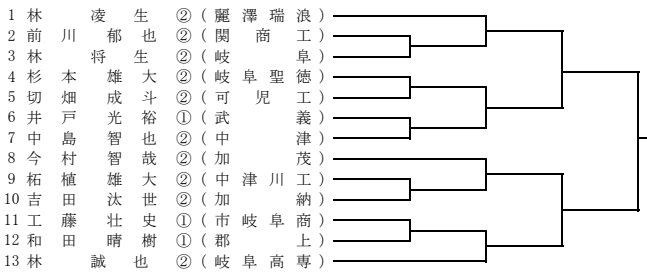 1 林 凌 生 ② ( 麗 澤 瑞 浪 )
2 前 川 郁 也 ② ( 関 商 工 )
3 林 将 生 ② ( 岐 阜 )
4 杉 本 雄 大 ② ( 岐 阜 聖 徳 )
5 切 畑 成 斗 ② ( 可 児 工 )
6 井 戸 光 裕 ① ( 武 義 )
7 中 島 智 也 ② ( 中 津 )
8 今 村 智 哉 ② ( 加 茂 )
9 柘 植 雄 大 ② ( 中 津 川 工 )
10 吉 田 汰 世 ② ( 加 納 )
11 工 藤 壮 史 ① ( 市 岐 阜 商 )
12 和 田 晴 樹 ① ( 郡 上 )
13 林 誠 也 ② ( 岐 阜 高 専 )